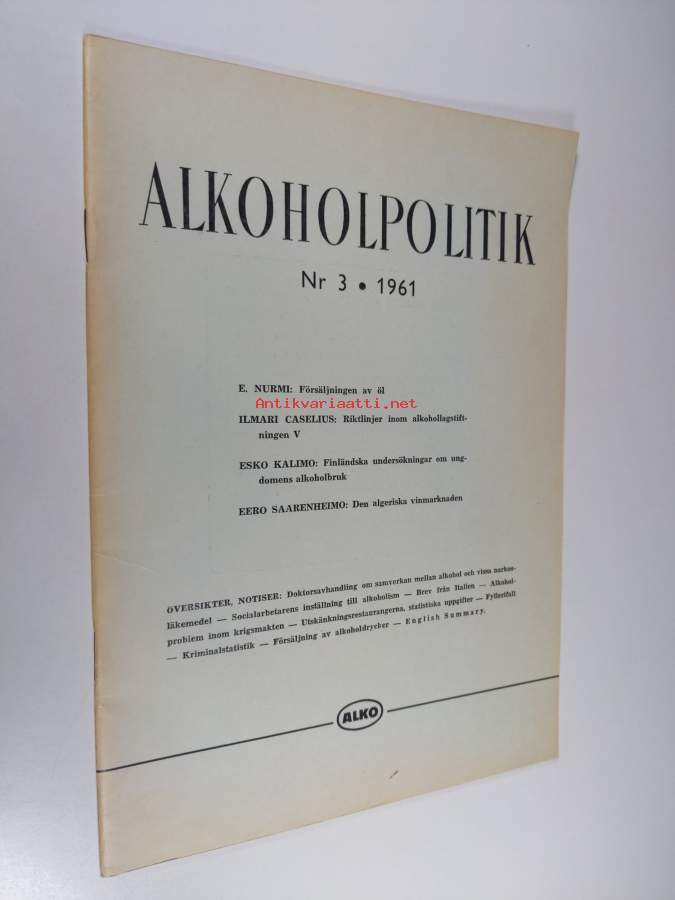 ALKOHOLPOLITIK
Nr 3 • 1961
E. NURMI: Försäljningen av öl
Antikvariaatti.net
ILMARI CASELIUS: Riktlinjer inom alkohollagstift-
ningen V
ESKO KALIMO: Finländska undersökningar om ung-
domens alkoholbruk
EERO SAARENHEIMO: Den algeriska vinmarknaden
ÖVERSIKTER, NOTISER: Doktorsavhandling om samverkan mellan alkohol och vissa narkos-
läkemedel — Socialarbetarens inställning till alkoholism — Brev från Italien — Alkohol-
problem inom krigsmakten — Utskänkningsrestaurangerna, statistiska uppgifter — Fyllerifall
— Kriminalstatistik — Försäljning av alkoholdrycker — English Summary.
ALKO